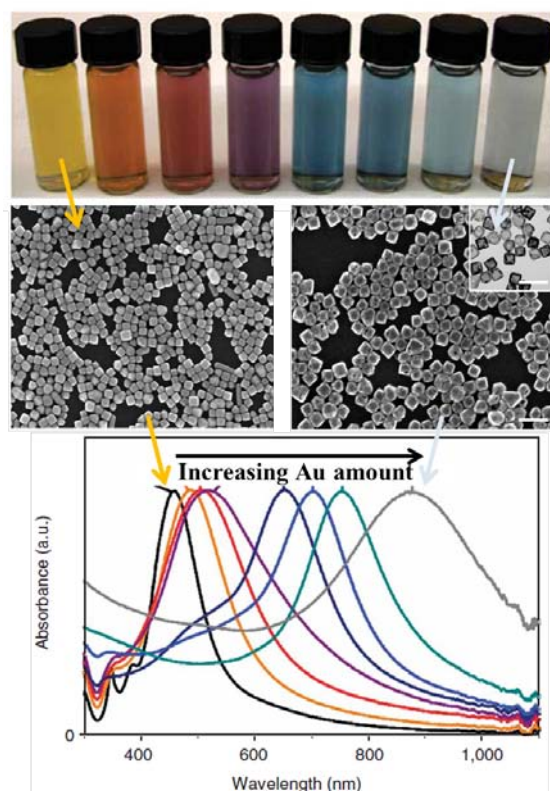 Increasing Au amount
Absorbance (a.u.)
0
400
600
800
1,000
Wavelength (nm)